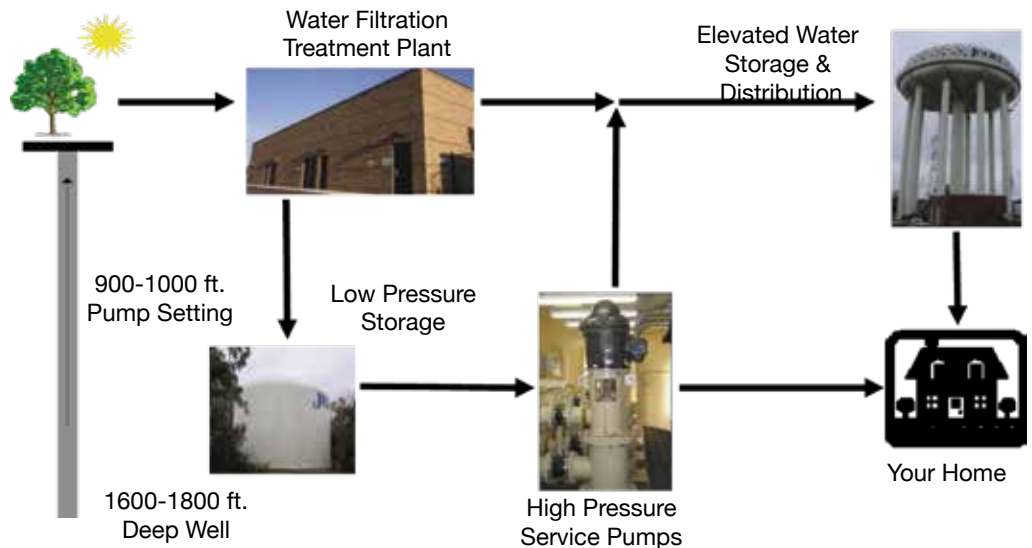 Water Filtration
Treatment Plant
Elevated Water
Storage &
Distribution
900-1000 ft.
Pump Setting
Low Pressure
Storage
1600-1800 ft.
Deep Well
High Pressure
Service Pumps
Your Home